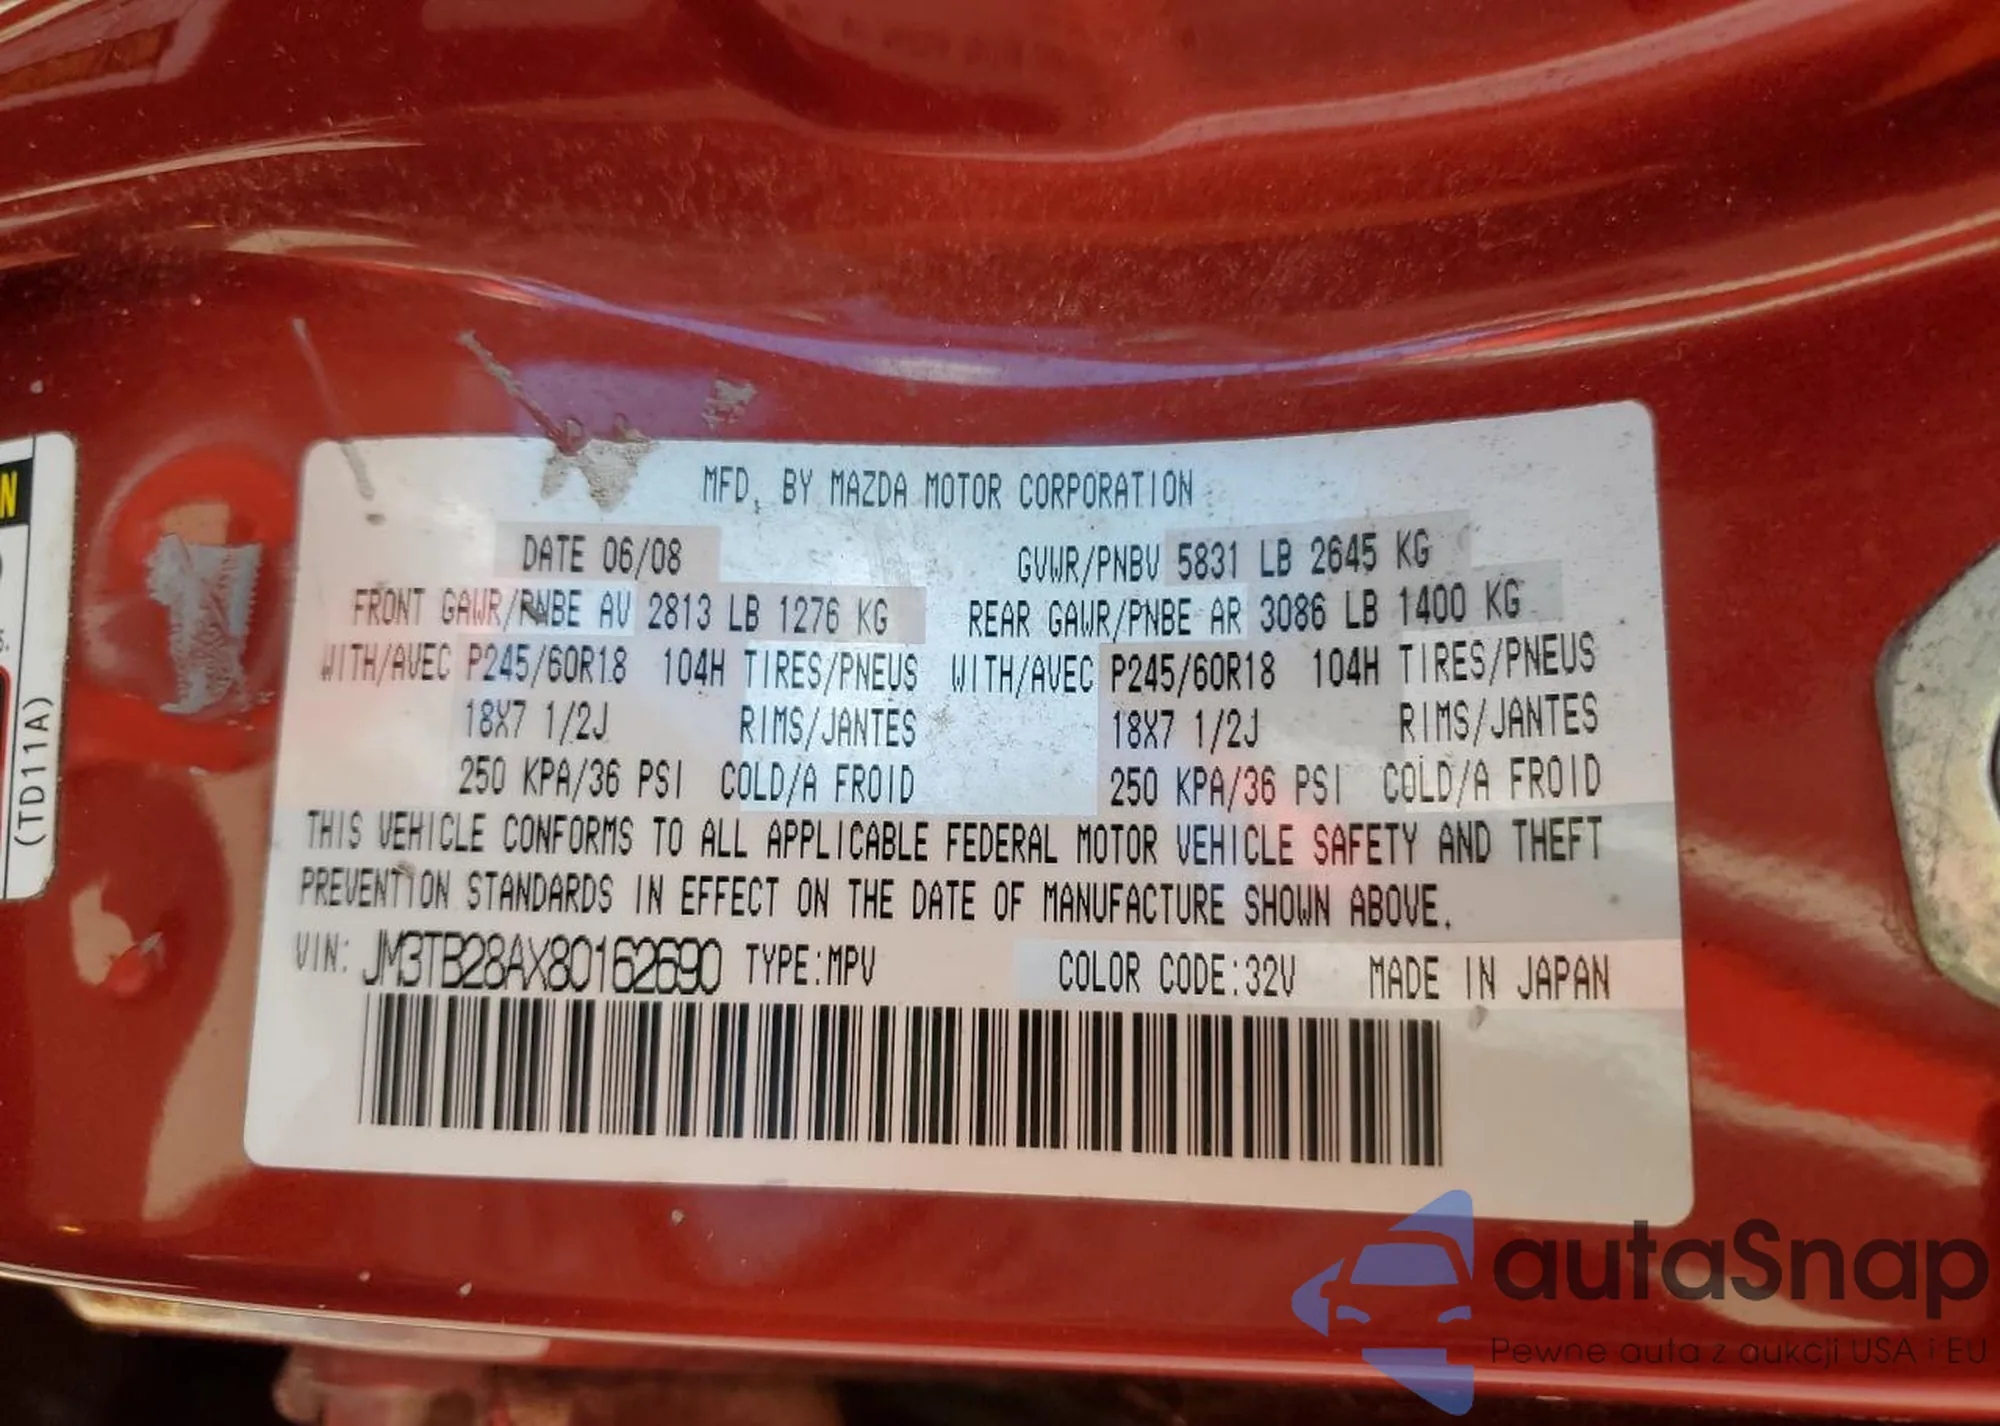 MFD. BY MAZDA MOTOR CORPORATION
DATE 06/08 GVWR/PNBV 5831 LB 2645 KG
FRONT GAWR/PNBE AV 2813 LB 1276 KG REAR GAWR/PNBE AR 3086 LB 1400 KG
WITH/AVEC P245/60R18 104H TIRES/PNEUS WITH/AVEC P245/60R18 104H TIRES/PNEUS
18X7 1/2J RIMS/JANTES 18X7 1/2J RIMS/JANTES
250 KPA/36 PSI COLD/A FROID 250 KPA/36 PSI COLD/A FROID
THIS VEHICLE CONFORMS TO ALL APPLICABLE FEDERAL MOTOR VEHICLE SAFETY AND THEFT
PREVENTION STANDARDS IN EFFECT ON THE DATE OF MANUFACTURE SHOWN ABOVE.
VIN: JM3TB28AX80162690 TYPE:MPV COLOR CODE:32V MADE IN JAPAN
(TD11A)
autaSnap
Pewne auta z aukcji USA i EU